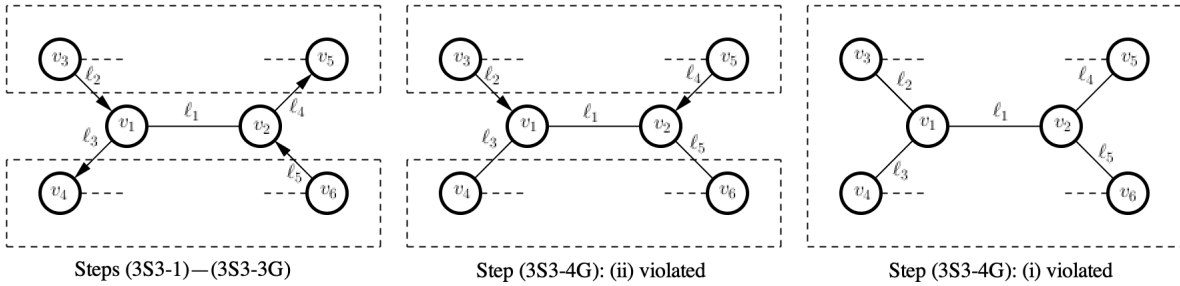 v₃ v₅ v₃ v₅ v₃ v₅
ℓ₂ ℓ₄ ℓ₂ ℓ₄ ℓ₂ ℓ₄
v₁ ℓ₁ v₂ v₁ ℓ₁ v₂ v₁ ℓ₁ v₂
ℓ₃ ℓ₅ ℓ₃ ℓ₅ ℓ₃ ℓ₅
v₄ v₆ v₄ v₆ v₄ v₆
Steps (3S3-1)—(3S3-3G) Step (3S3-4G): (ii) violated Step (3S3-4G): (i) violated